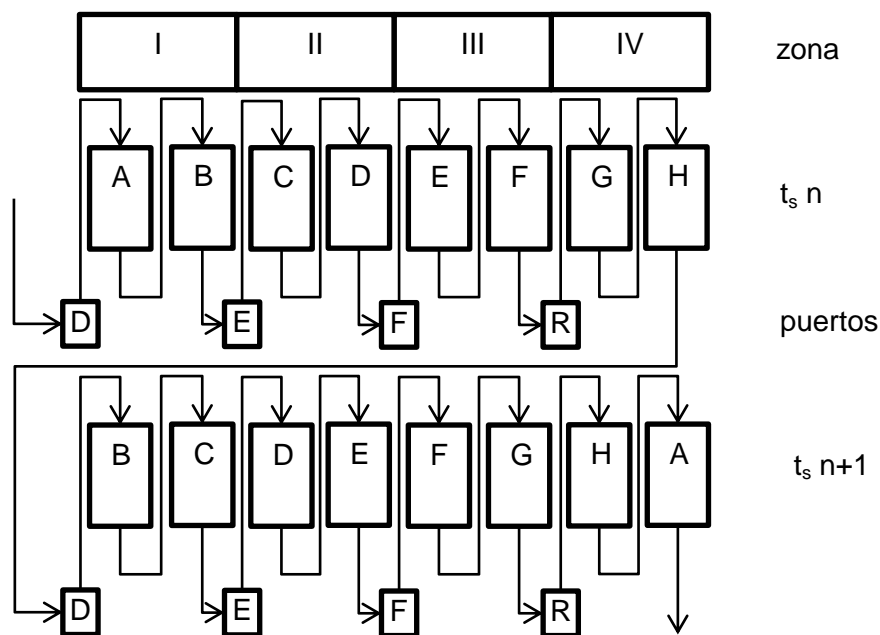 I II III IV zona
A B C D E F G H t_s n
D E F R puertos
B C D E F G H A t_s n+1
D E F R